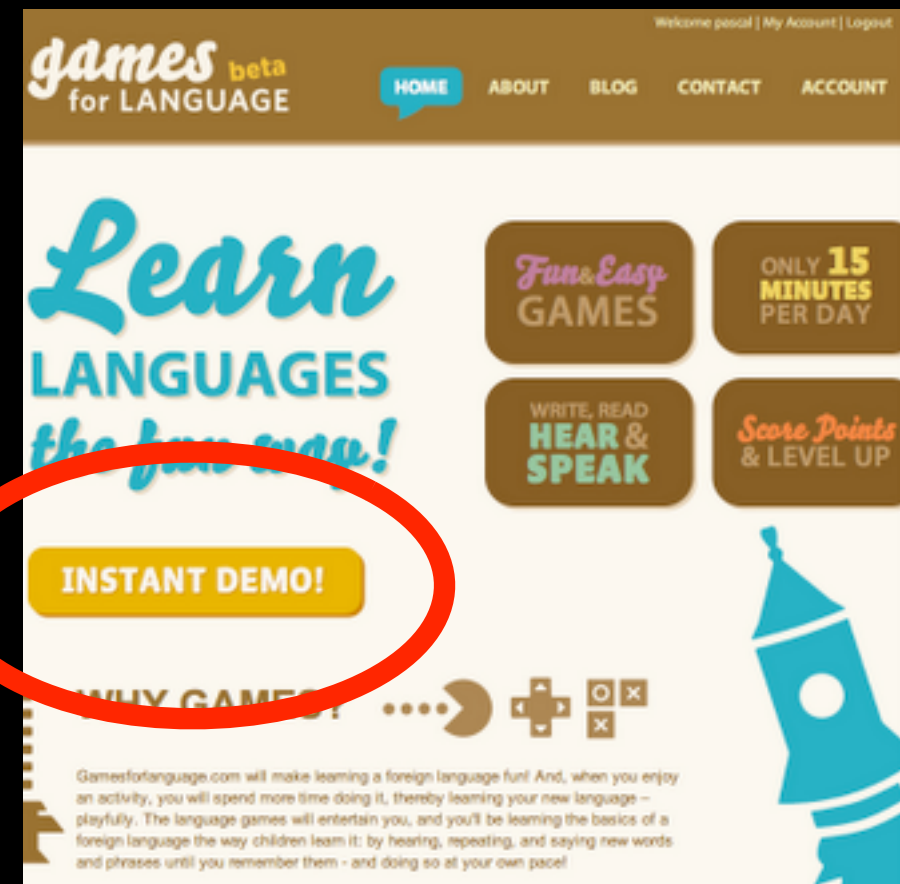 Welcome pascal | My Account | Logout
games beta
for LANGUAGE
HOME ABOUT BLOG CONTACT ACCOUNT
Learn
LANGUAGES
the fun way!
Fun & Easy
GAMES
ONLY 15
MINUTES
PER DAY
WRITE, READ
HEAR &
SPEAK
Score Points
& LEVEL UP
INSTANT DEMO!
WHY GAMES?
Gamesforlanguage.com will make learning a foreign language fun! And, when you enjoy
an activity, you will spend more time doing it, thereby learning your new language –
playfully. The language games will entertain you, and you'll be learning the basics of a
foreign language the way children learn it: by hearing, repeating, and saying new words
and phrases until you remember them - and doing so at your own pace!